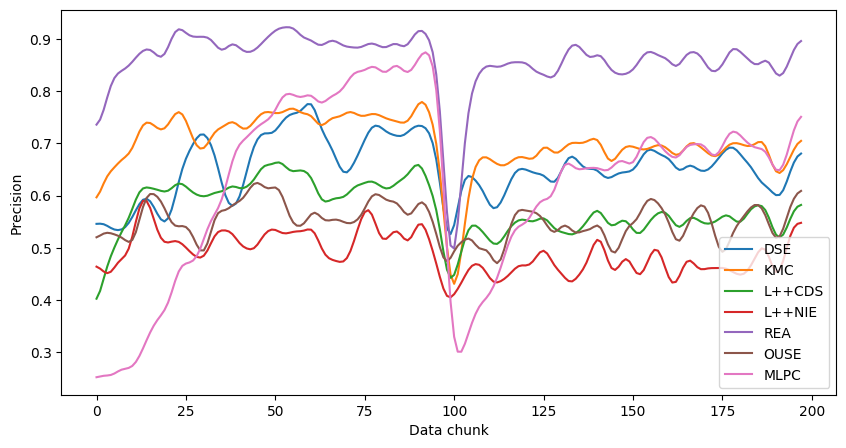 Precision
0.9
0.8
0.7
0.6
0.5
0.4
0.3
0
25
50
75
100
125
150
175
200
Data chunk
DSE
KMC
L++CDS
L++NIE
REA
OUSE
MLPC